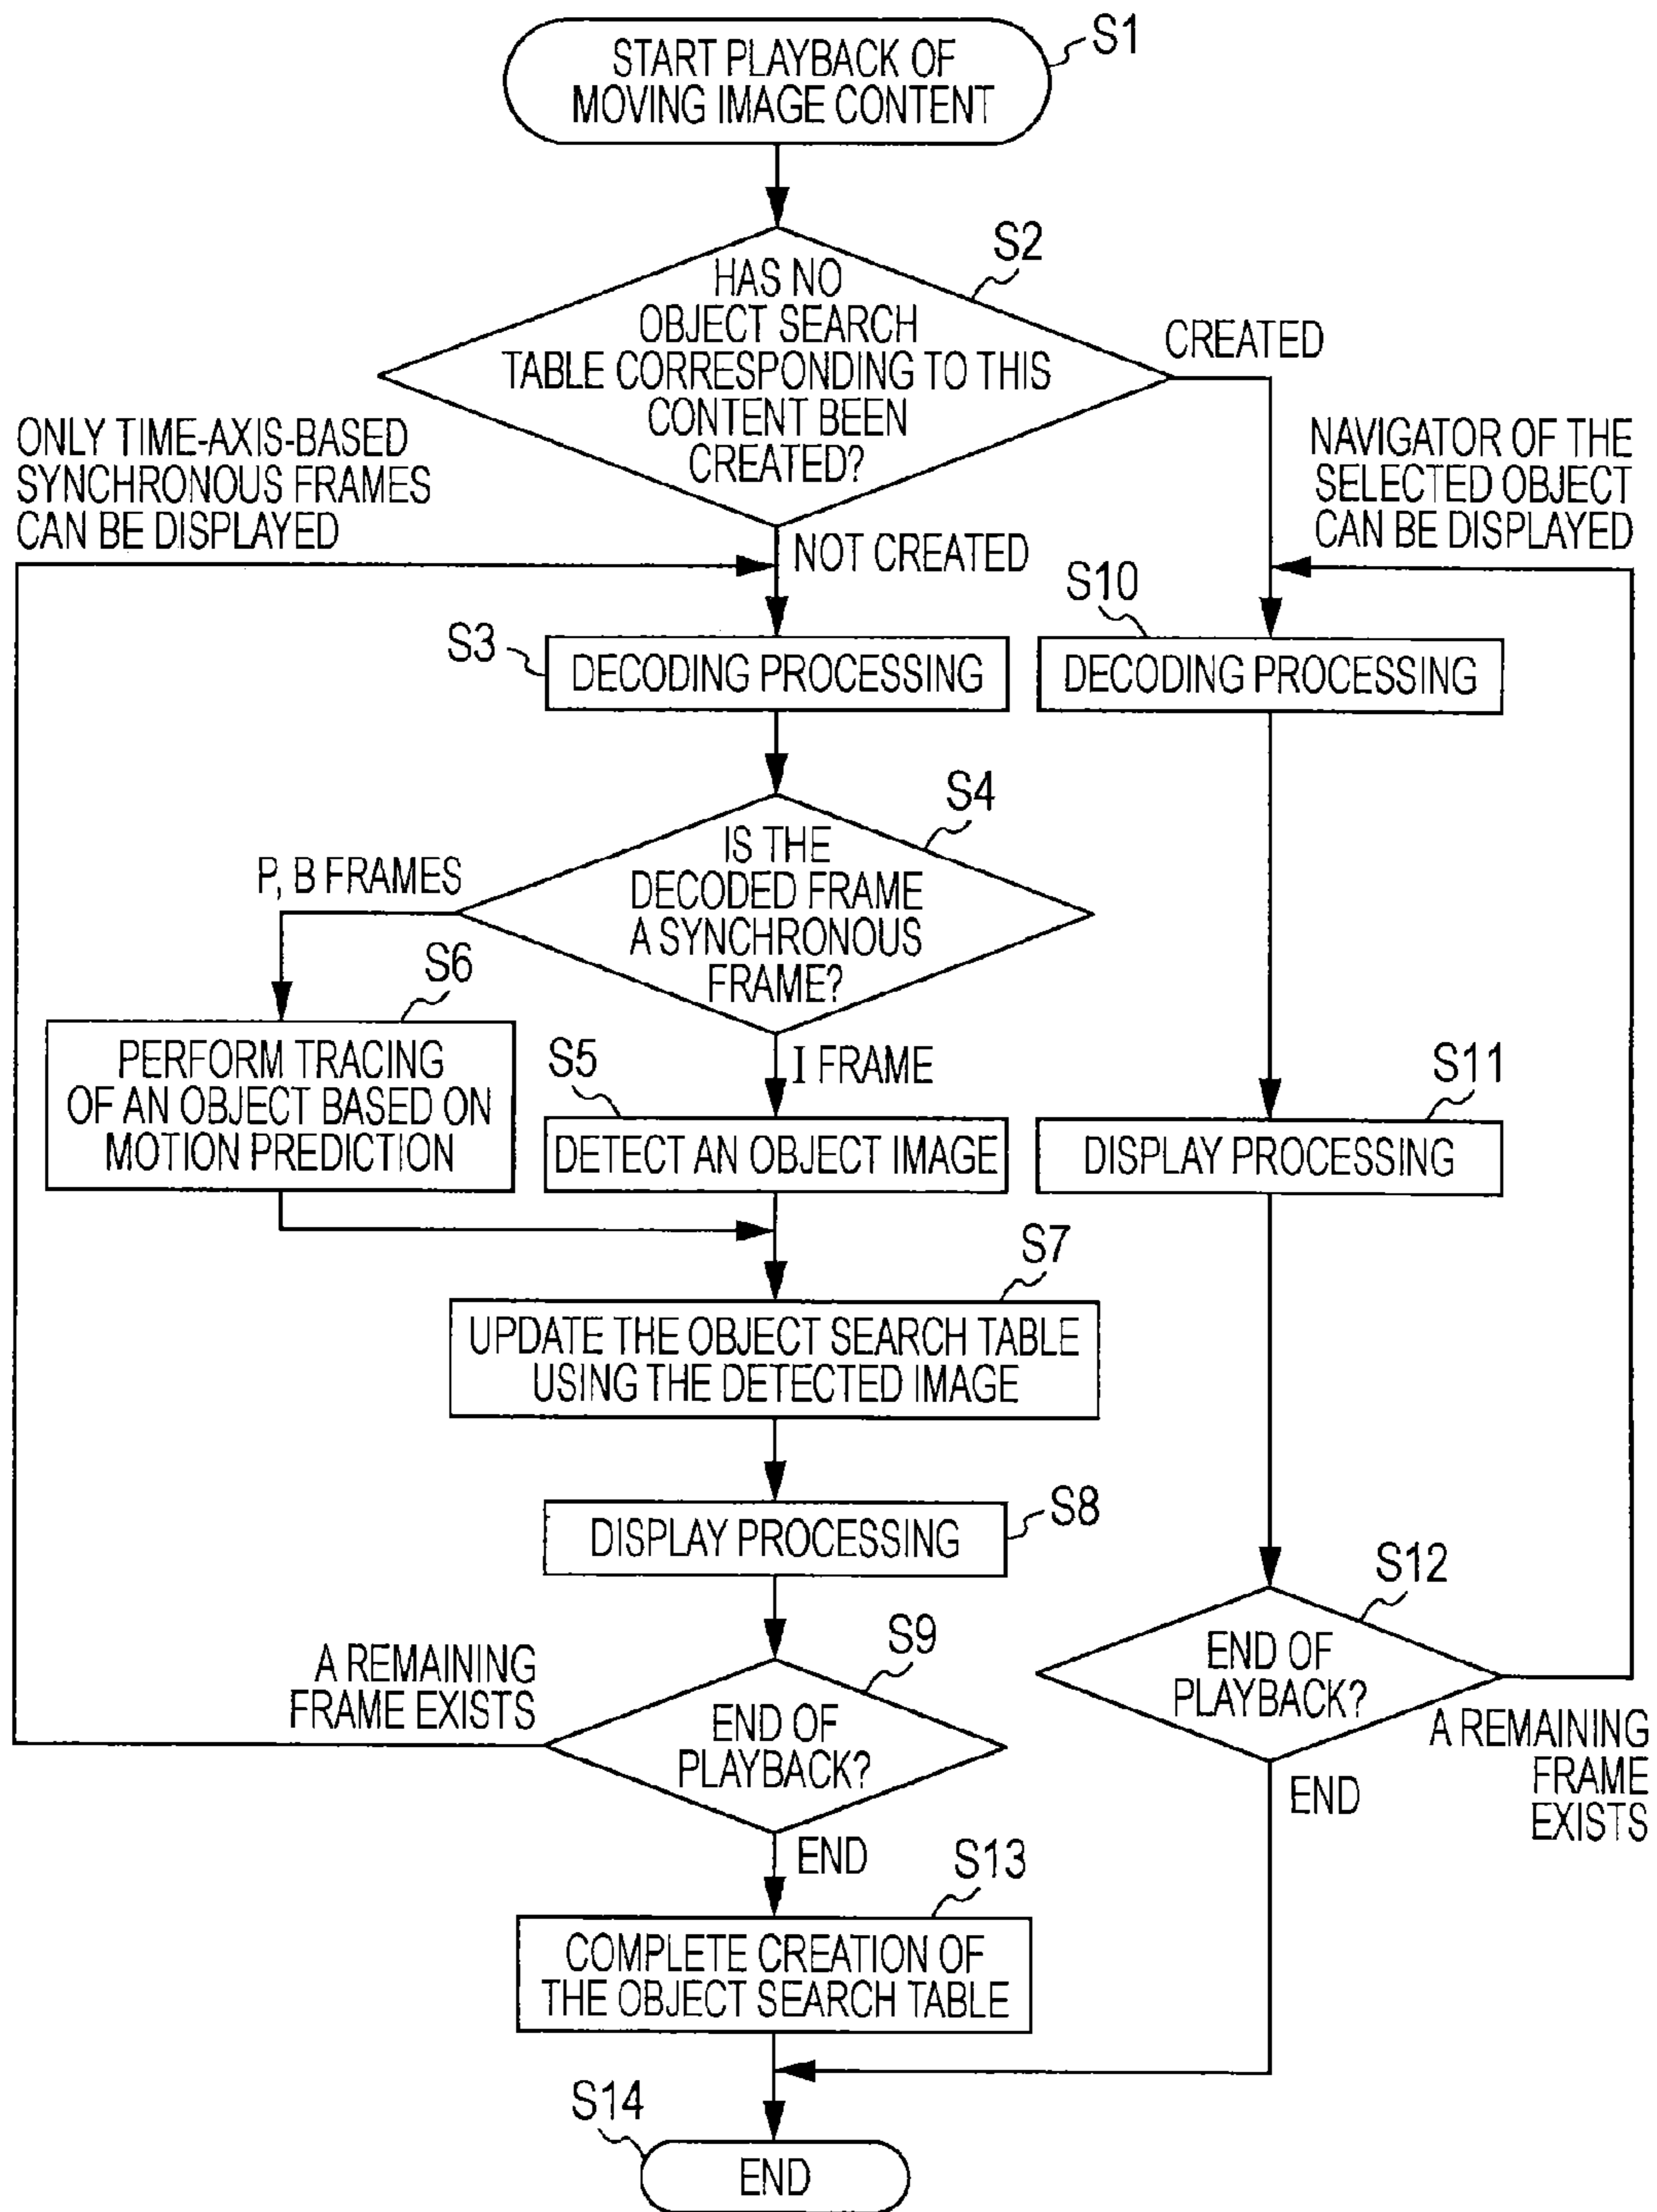 START PLAYBACK OF
MOVING IMAGE CONTENT
S1
S2
HAS NO
OBJECT SEARCH
TABLE CORRESPONDING TO THIS
CONTENT BEEN
CREATED?
CREATED
ONLY TIME-AXIS-BASED
SYNCHRONOUS FRAMES
CAN BE DISPLAYED
NAVIGATOR OF THE
SELECTED OBJECT
CAN BE DISPLAYED
NOT CREATED
S3
DECODING PROCESSING
S10
DECODING PROCESSING
S4
IS THE
DECODED FRAME
A SYNCHRONOUS
FRAME?
P, B FRAMES
S6
PERFORM TRACING
OF AN OBJECT BASED ON
MOTION PREDICTION
I FRAME
S5
DETECT AN OBJECT IMAGE
S11
DISPLAY PROCESSING
S7
UPDATE THE OBJECT SEARCH TABLE
USING THE DETECTED IMAGE
S8
DISPLAY PROCESSING
S12
END OF
PLAYBACK?
A REMAINING
FRAME
EXISTS
END
S9
END OF
PLAYBACK?
A REMAINING
FRAME EXISTS
END
S13
COMPLETE CREATION OF
THE OBJECT SEARCH TABLE
S14
END